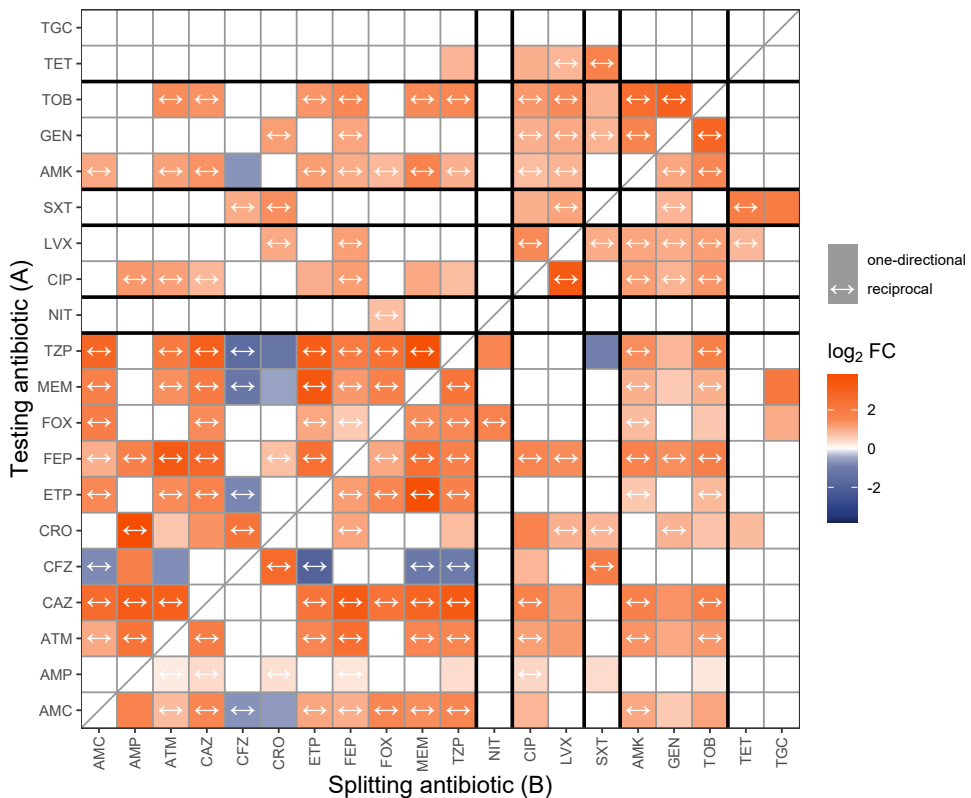 Testing antibiotic (A)
TGC
TET
TOB
GEN
AMK
SXT
LVX
CIP
NIT
TZP
MEM
FOX
FEP
ETP
CRO
CFZ
CAZ
ATM
AMP
AMC
AMC AMP ATM CAZ CFZ CRO ETP FEP FOX MEM TZP NIT CIP LVX SXT AMK GEN TOB TET TGC
Splitting antibiotic (B)
one-directional
reciprocal
log2 FC
2
0
-2